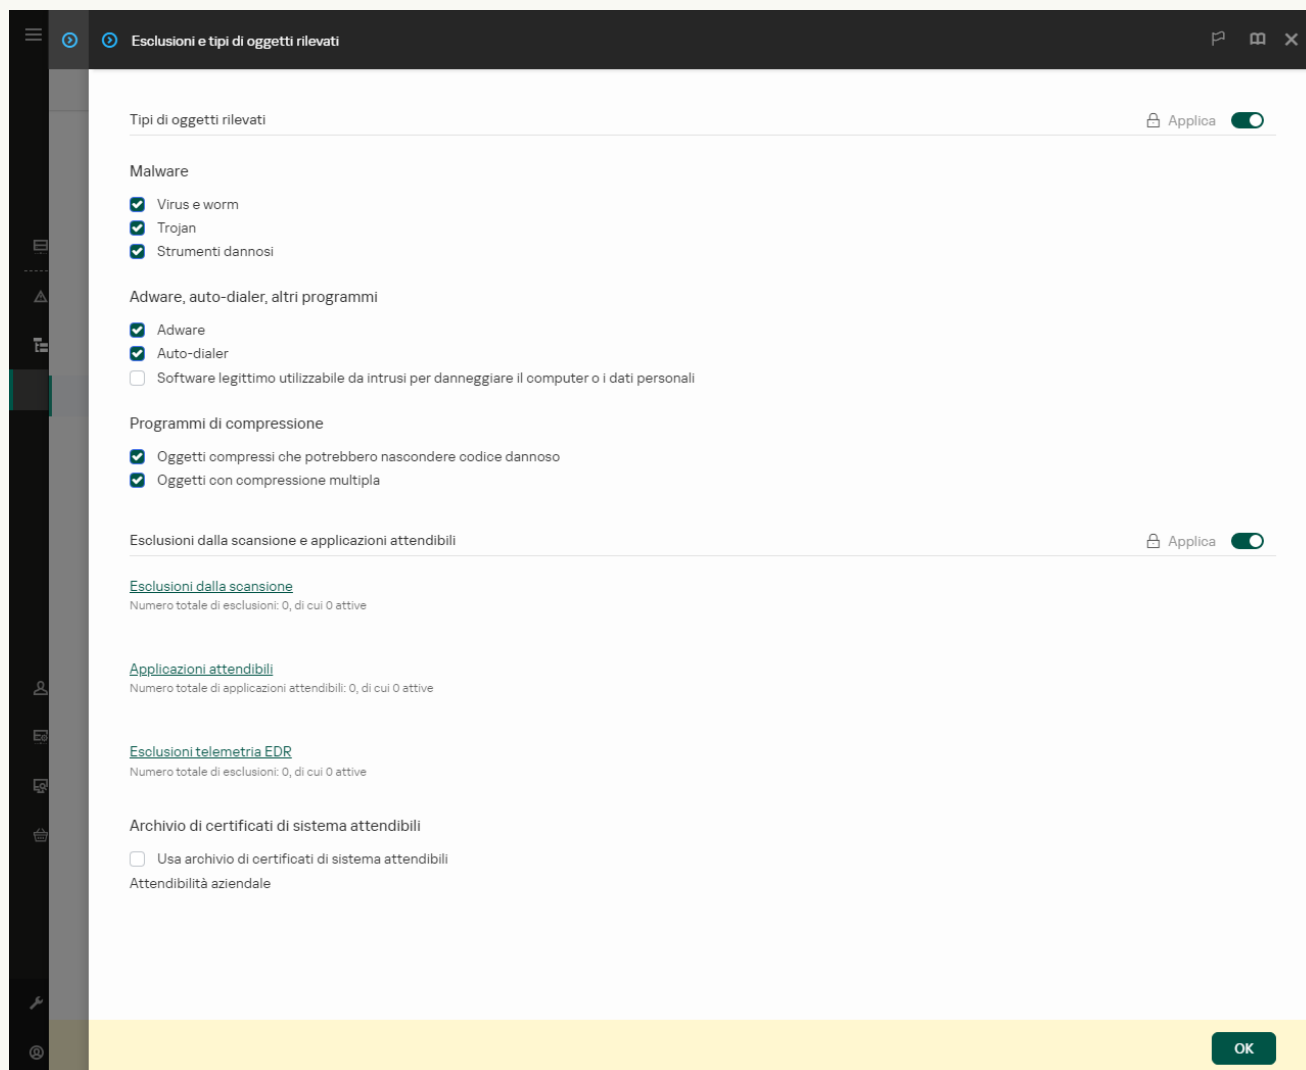 Esclusioni e tipi di oggetti rilevati
Tipi di oggetti rilevati
Applica
Malware
Virus e worm
Trojan
Strumenti dannosi
Adware, auto-dialer, altri programmi
Adware
Auto-dialer
Software legittimo utilizzabile da intrusi per danneggiare il computer o i dati personali
Programmi di compressione
Oggetti compressi che potrebbero nascondere codice dannoso
Oggetti con compressione multipla
Esclusioni dalla scansione e applicazioni attendibili
Applica
Esclusioni dalla scansione
Numero totale di esclusioni: 0, di cui 0 attive
Applicazioni attendibili
Numero totale di applicazioni attendibili: 0, di cui 0 attive
Esclusioni telemetria EDR
Numero totale di esclusioni: 0, di cui 0 attive
Archivio di certificati di sistema attendibili
Usa archivio di certificati di sistema attendibili
Attendibilità aziendale
OK